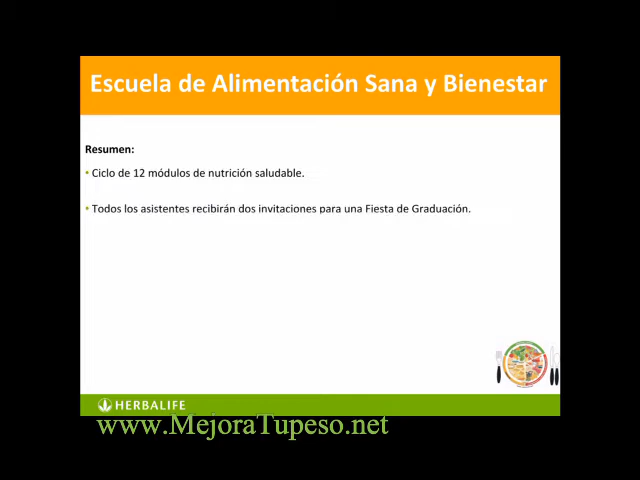 Escuela de Alimentación Sana y Bienestar
Resumen:
• Ciclo de 12 módulos de nutrición saludable.
• Todos los asistentes recibirán dos invitaciones para una Fiesta de Graduación.
HERBALIFE
www.MejoraTupeso.net